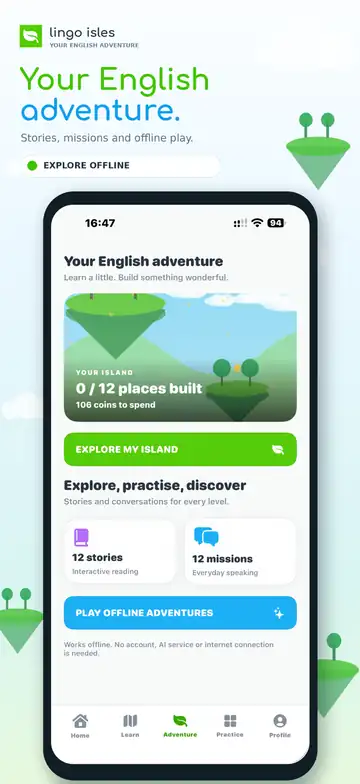 lingo isles
YOUR ENGLISH ADVENTURE
Your English
adventure.
Stories, missions and offline play.
EXPLORE OFFLINE
16:47
94
Your English adventure
Learn a little. Build something wonderful.
YOUR ISLAND
0 / 12 places built
106 coins to spend
EXPLORE MY ISLAND
Explore, practise, discover
Stories and conversations for every level.
12 stories
Interactive reading
12 missions
Everyday speaking
PLAY OFFLINE ADVENTURES
Works offline. No account, AI service or internet connection
is needed.
Home
Learn
Adventure
Practice
Profile